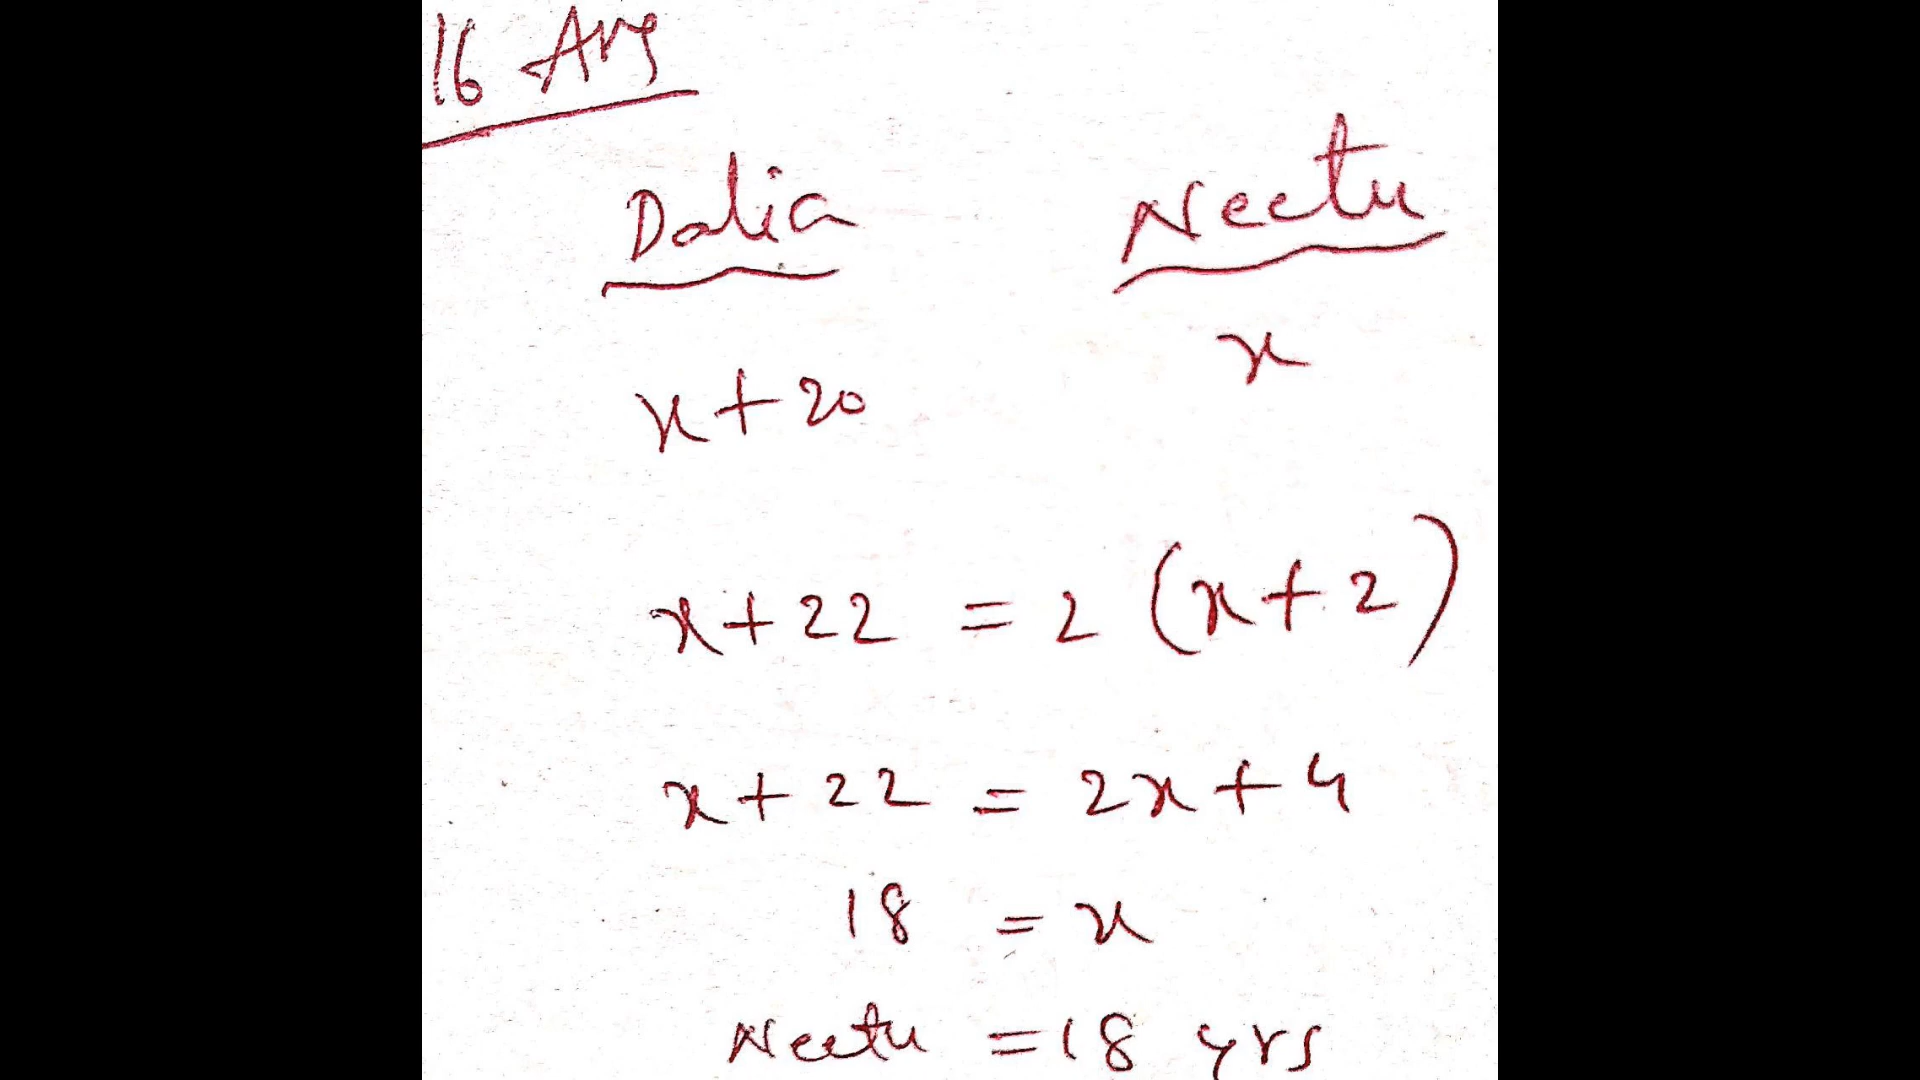 16 Ans
Dalia Neetu
x+20 x
x+22 = 2 (x+2)
x+22 = 2x+4
18 = x
Neetu = 18 yrs